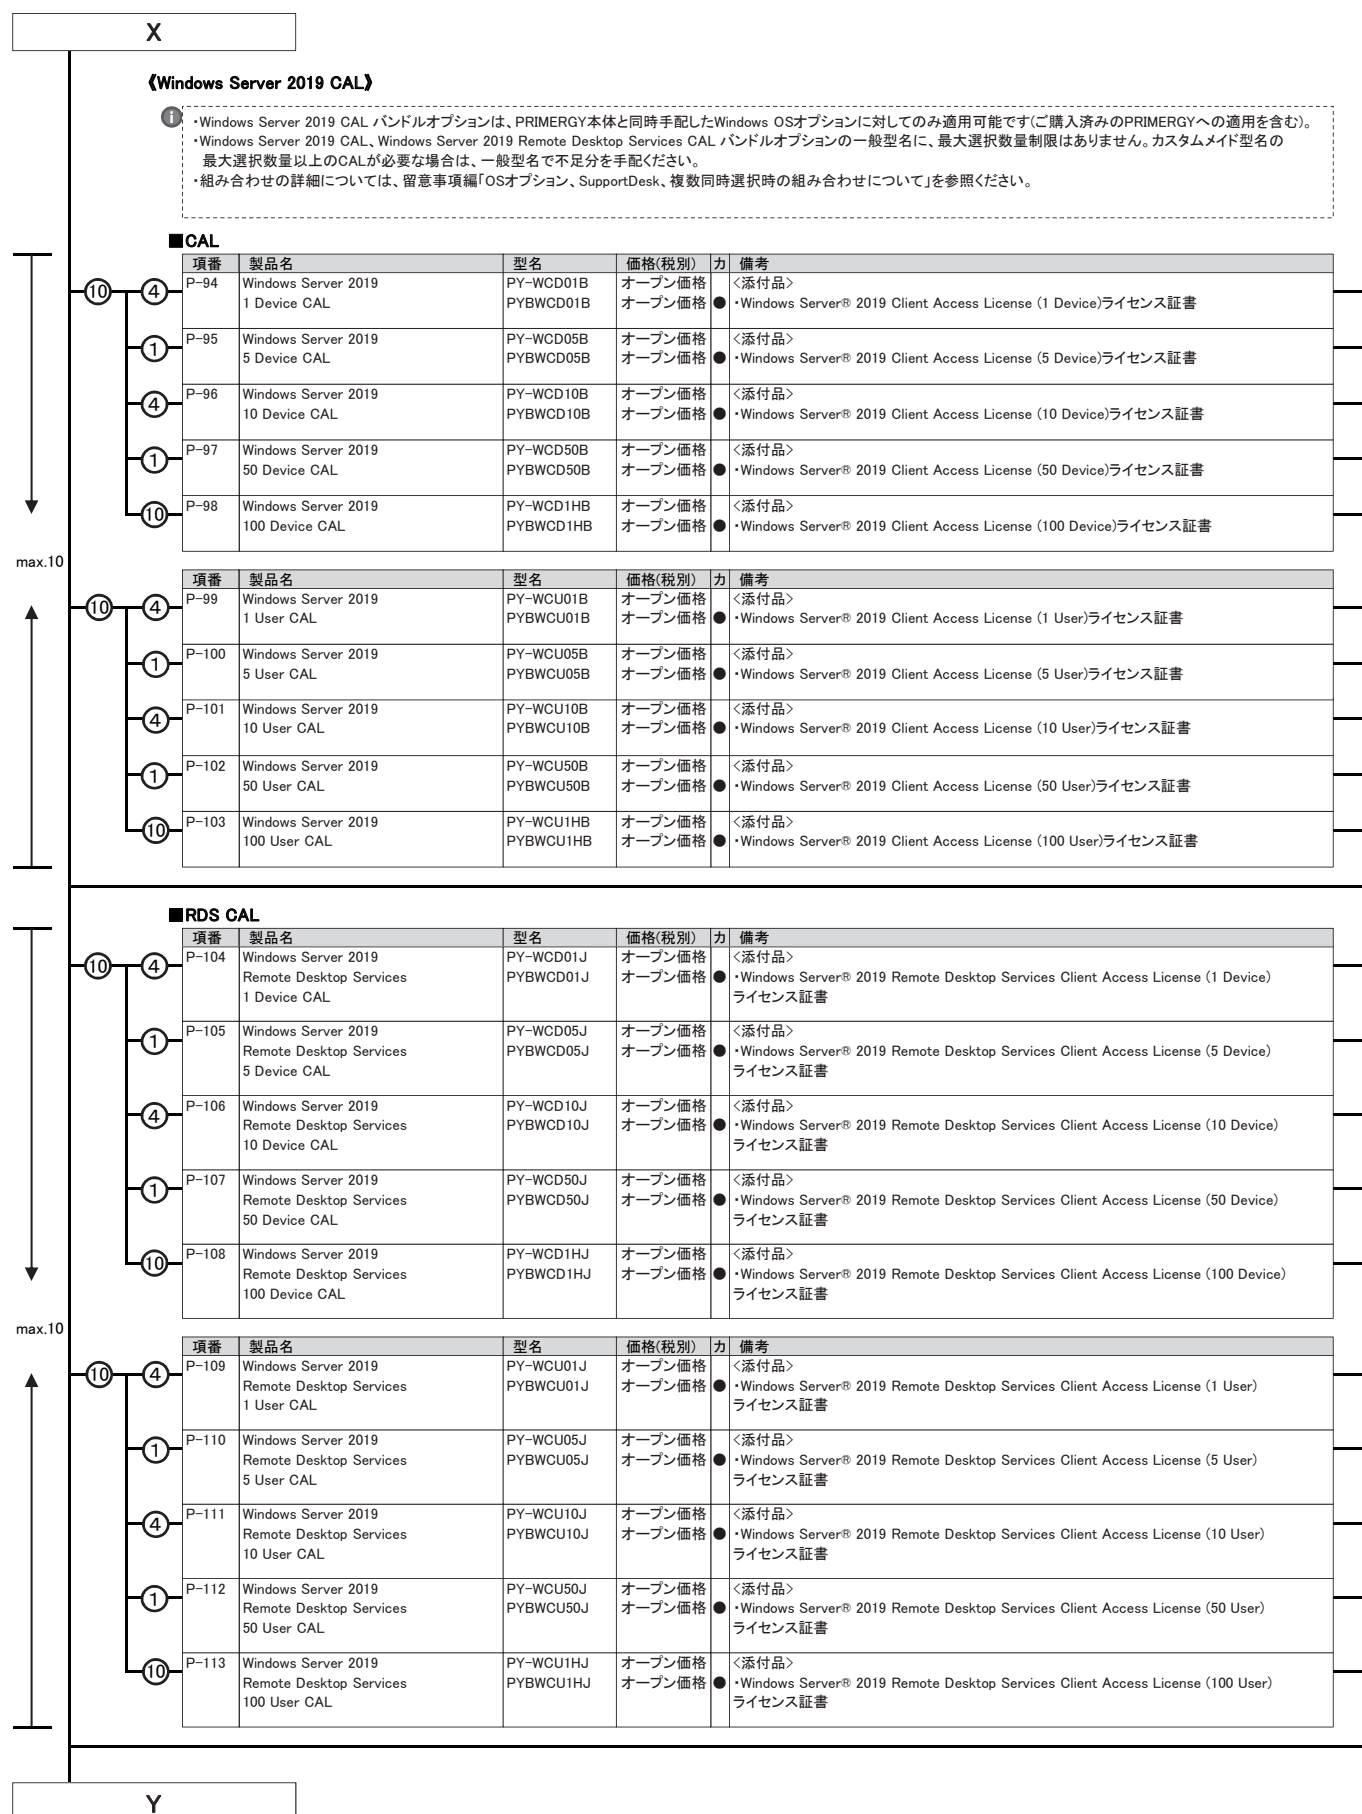 X
《Windows Server 2019 CAL》
i
・Windows Server 2019 CAL バンドルオプションは、PRIMERGY本体と同時手配したWindows OSオプションに対してのみ適用可能です(ご購入済みのPRIMERGYへの適用を含む)。
・Windows Server 2019 CAL、Windows Server 2019 Remote Desktop Services CAL バンドルオプションの一般型名に、最大選択数量制限はありません。カスタムメイド型名の
最大選択数量以上のCALが必要な場合は、一般型名で不足分を手配ください。
・組み合わせの詳細については、留意事項編「OSオプション、SupportDesk、複数同時選択時の組み合わせについて」を参照ください。
■CAL
項番 製品名 型名 価格(税別) カ 備考
⑩ ④ P-94 Windows Server 2019 PY-WCD01B オープン価格 <添付品>
1 Device CAL PYBWCD01B オープン価格 ● ・Windows Server® 2019 Client Access License (1 Device)ライセンス証書
① P-95 Windows Server 2019 PY-WCD05B オープン価格 <添付品>
5 Device CAL PYBWCD05B オープン価格 ● ・Windows Server® 2019 Client Access License (5 Device)ライセンス証書
④ P-96 Windows Server 2019 PY-WCD10B オープン価格 <添付品>
10 Device CAL PYBWCD10B オープン価格 ● ・Windows Server® 2019 Client Access License (10 Device)ライセンス証書
① P-97 Windows Server 2019 PY-WCD50B オープン価格 <添付品>
50 Device CAL PYBWCD50B オープン価格 ● ・Windows Server® 2019 Client Access License (50 Device)ライセンス証書
⑩ P-98 Windows Server 2019 PY-WCD1HB オープン価格 <添付品>
100 Device CAL PYBWCD1HB オープン価格 ● ・Windows Server® 2019 Client Access License (100 Device)ライセンス証書
max.10
項番 製品名 型名 価格(税別) カ 備考
⑩ ④ P-99 Windows Server 2019 PY-WCU01B オープン価格 <添付品>
1 User CAL PYBWCU01B オープン価格 ● ・Windows Server® 2019 Client Access License (1 User)ライセンス証書
① P-100 Windows Server 2019 PY-WCU05B オープン価格 <添付品>
5 User CAL PYBWCU05B オープン価格 ● ・Windows Server® 2019 Client Access License (5 User)ライセンス証書
④ P-101 Windows Server 2019 PY-WCU10B オープン価格 <添付品>
10 User CAL PYBWCU10B オープン価格 ● ・Windows Server® 2019 Client Access License (10 User)ライセンス証書
① P-102 Windows Server 2019 PY-WCU50B オープン価格 <添付品>
50 User CAL PYBWCU50B オープン価格 ● ・Windows Server® 2019 Client Access License (50 User)ライセンス証書
⑩ P-103 Windows Server 2019 PY-WCU1HB オープン価格 <添付品>
100 User CAL PYBWCU1HB オープン価格 ● ・Windows Server® 2019 Client Access License (100 User)ライセンス証書
■RDS CAL
項番 製品名 型名 価格(税別) カ 備考
⑩ ④ P-104 Windows Server 2019 PY-WCD01J オープン価格 <添付品>
Remote Desktop Services PYBWCD01J オープン価格 ● ・Windows Server® 2019 Remote Desktop Services Client Access License (1 Device)
1 Device CAL ライセンス証書
① P-105 Windows Server 2019 PY-WCD05J オープン価格 <添付品>
Remote Desktop Services PYBWCD05J オープン価格 ● ・Windows Server® 2019 Remote Desktop Services Client Access License (5 Device)
5 Device CAL ライセンス証書
④ P-106 Windows Server 2019 PY-WCD10J オープン価格 <添付品>
Remote Desktop Services PYBWCD10J オープン価格 ● ・Windows Server® 2019 Remote Desktop Services Client Access License (10 Device)
10 Device CAL ライセンス証書
① P-107 Windows Server 2019 PY-WCD50J オープン価格 <添付品>
Remote Desktop Services PYBWCD50J オープン価格 ● ・Windows Server® 2019 Remote Desktop Services Client Access License (50 Device)
50 Device CAL ライセンス証書
⑩ P-108 Windows Server 2019 PY-WCD1HJ オープン価格 <添付品>
Remote Desktop Services PYBWCD1HJ オープン価格 ● ・Windows Server® 2019 Remote Desktop Services Client Access License (100 Device)
100 Device CAL ライセンス証書
max.10
項番 製品名 型名 価格(税別) カ 備考
⑩ ④ P-109 Windows Server 2019 PY-WCU01J オープン価格 <添付品>
Remote Desktop Services PYBWCU01J オープン価格 ● ・Windows Server® 2019 Remote Desktop Services Client Access License (1 User)
1 User CAL ライセンス証書
① P-110 Windows Server 2019 PY-WCU05J オープン価格 <添付品>
Remote Desktop Services PYBWCU05J オープン価格 ● ・Windows Server® 2019 Remote Desktop Services Client Access License (5 User)
5 User CAL ライセンス証書
④ P-111 Windows Server 2019 PY-WCU10J オープン価格 <添付品>
Remote Desktop Services PYBWCU10J オープン価格 ● ・Windows Server® 2019 Remote Desktop Services Client Access License (10 User)
10 User CAL ライセンス証書
① P-112 Windows Server 2019 PY-WCU50J オープン価格 <添付品>
Remote Desktop Services PYBWCU50J オープン価格 ● ・Windows Server® 2019 Remote Desktop Services Client Access License (50 User)
50 User CAL ライセンス証書
⑩ P-113 Windows Server 2019 PY-WCU1HJ オープン価格 <添付品>
Remote Desktop Services PYBWCU1HJ オープン価格 ● ・Windows Server® 2019 Remote Desktop Services Client Access License (100 User)
100 User CAL ライセンス証書
Y